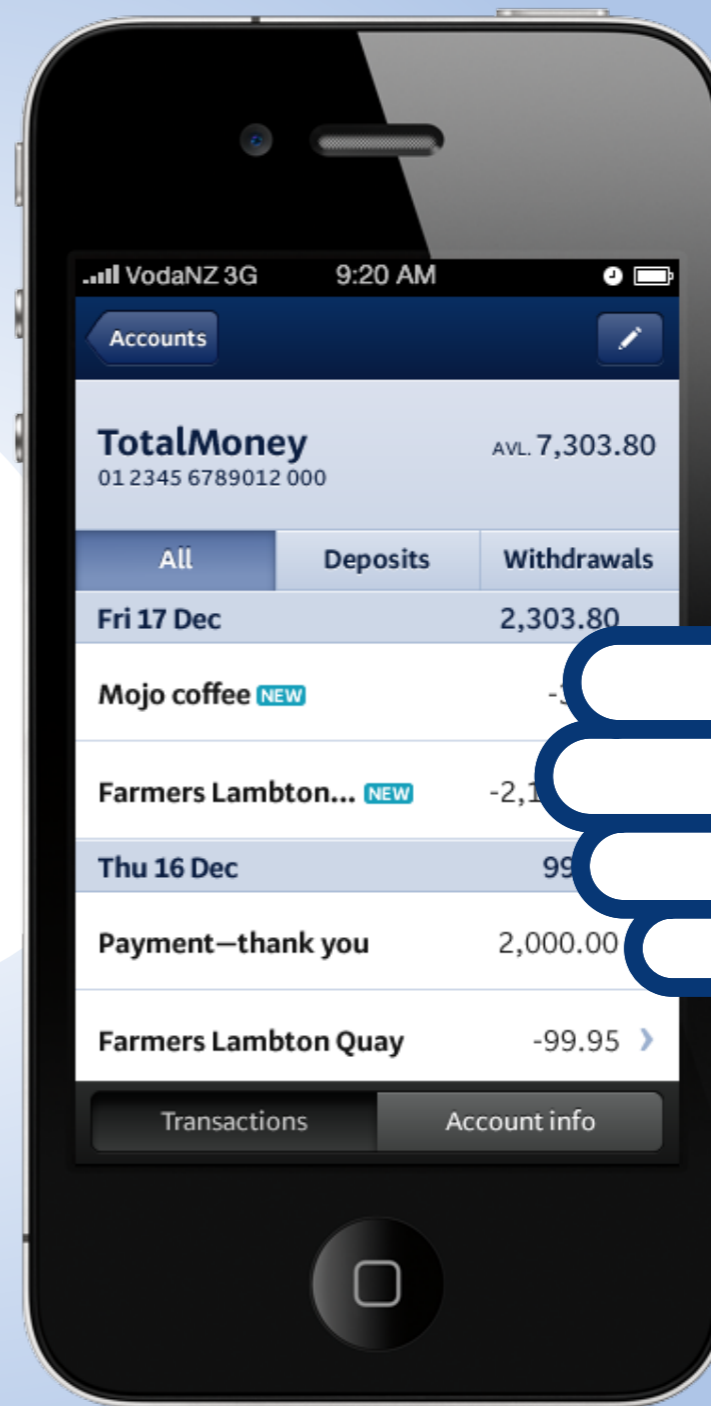 VodaNZ 3G 9:20 AM
Accounts
TotalMoney AVL. 7,303.80
01 2345 6789012 000
All Deposits Withdrawals
Fri 17 Dec 2,303.80
Mojo coffee NEW
Farmers Lambton... NEW
Thu 16 Dec
Payment—thank you 2,000.00
Farmers Lambton Quay -99.95
Transactions Account info